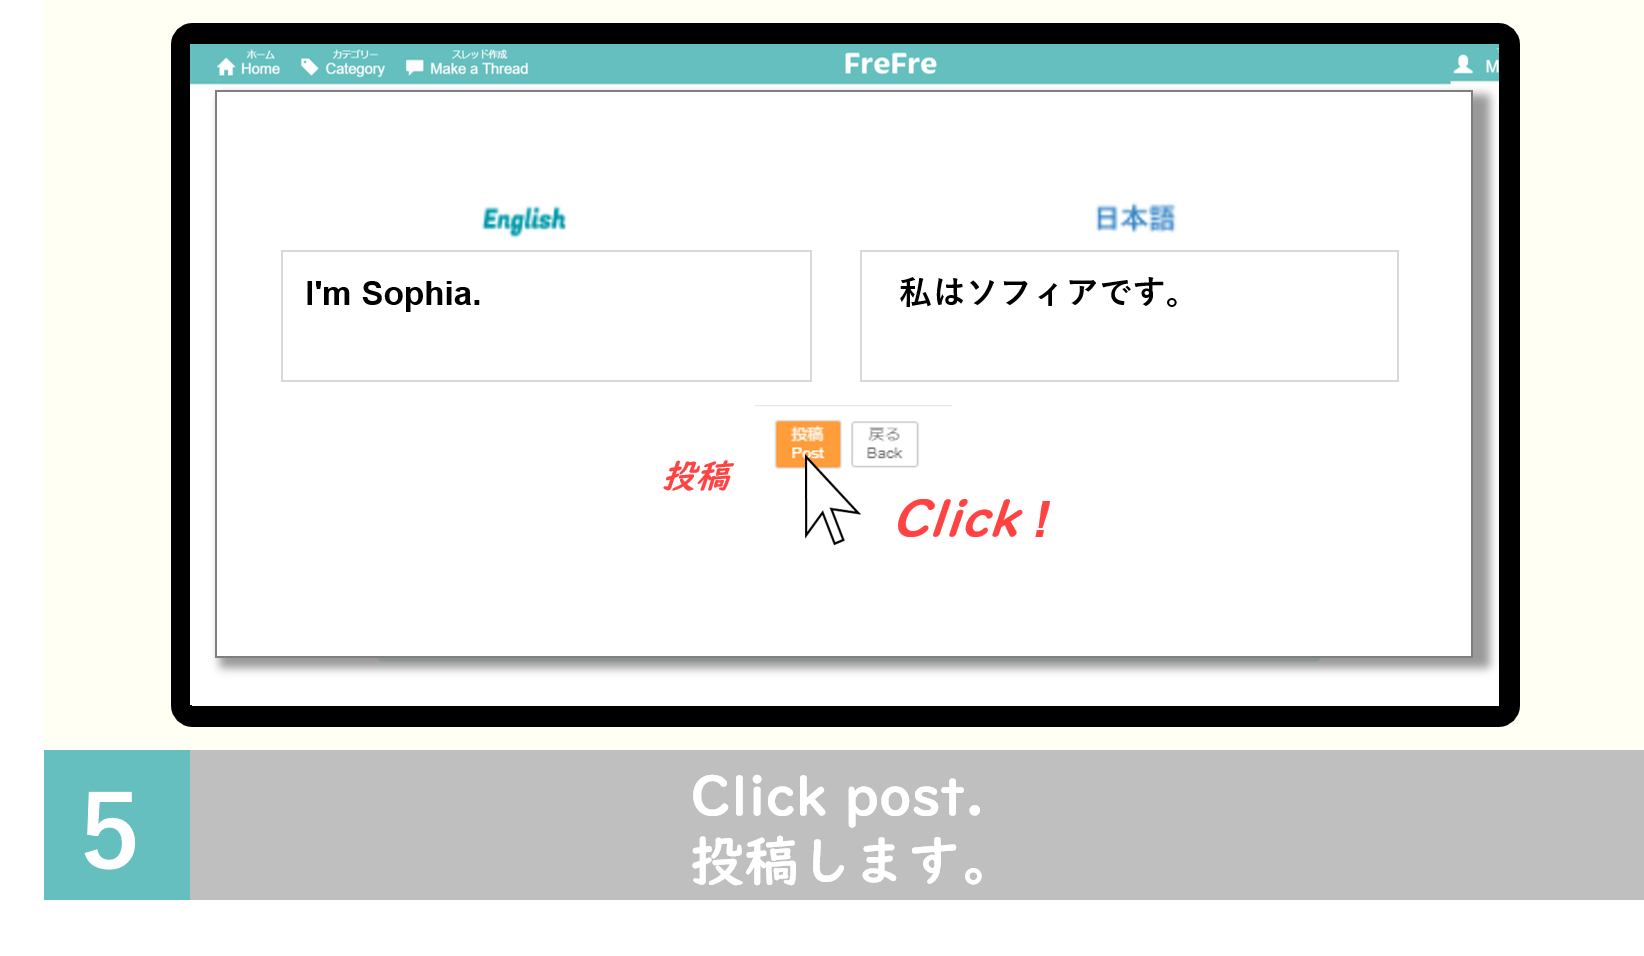 ホーム
Home
カテゴリー
Category
スレッド作成
Make a Thread
FreFre
English
日本語
I'm Sophia.
私はソフィアです。
投稿
Post
戻る
Back
投稿
Click !
5
Click post.
投稿します。